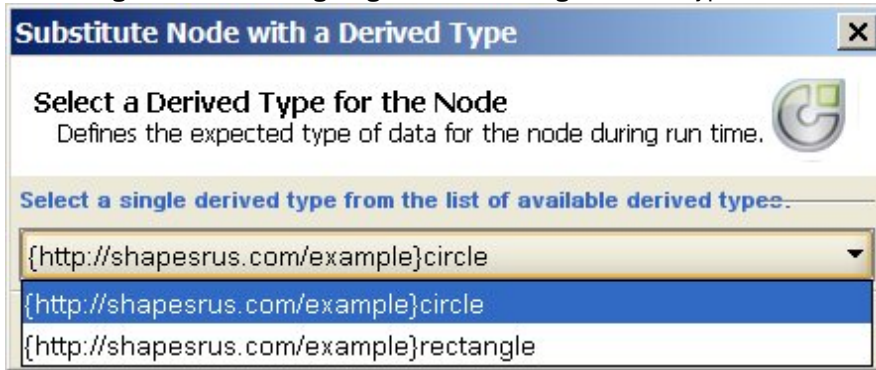 Substitute Node with a Derived Type
Select a Derived Type for the Node
Defines the expected type of data for the node during run time.
Select a single derived type from the list of available derived types.
{http://shapesrus.com/example}circle
{http://shapesrus.com/example}circle
{http://shapesrus.com/example}rectangle